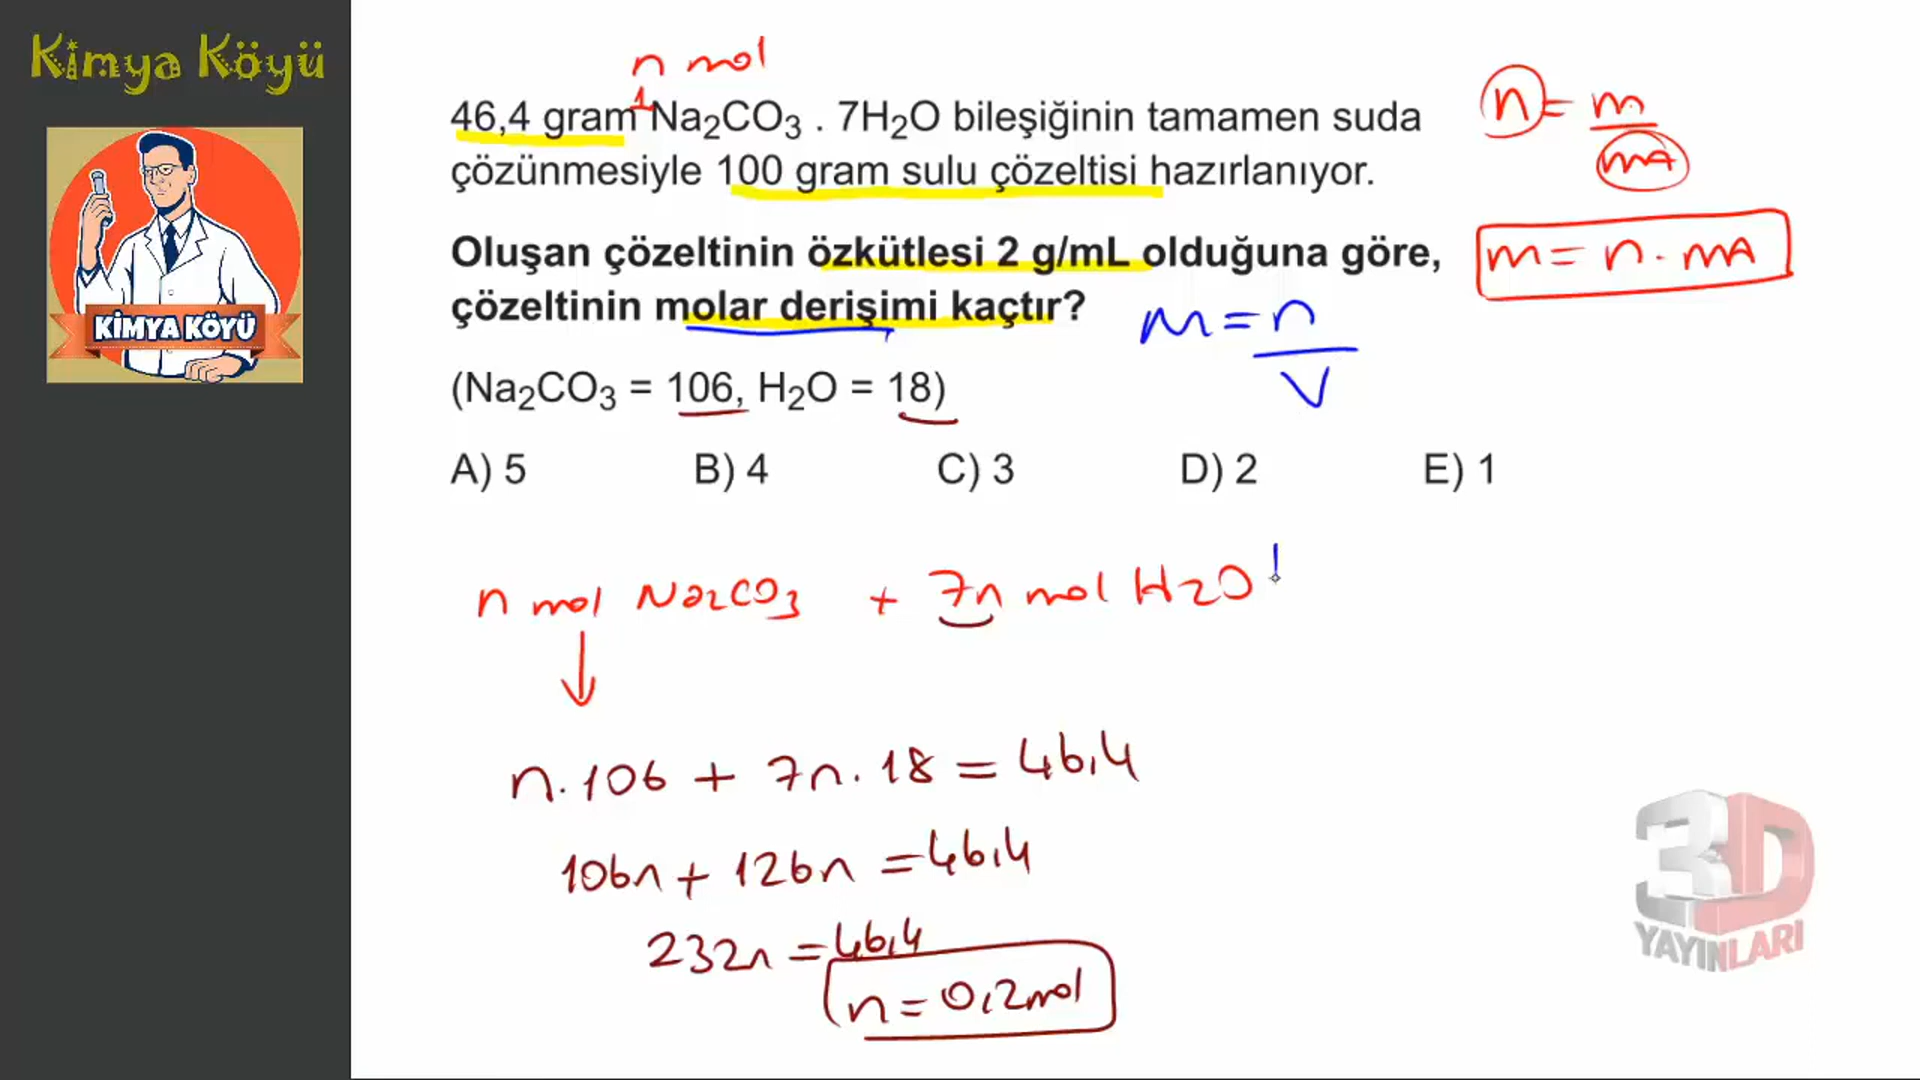 Kimya Köyü
KİMYA KÖYÜ
n mol
1
46,4 gram Na₂CO₃ . 7H₂O bileşiğinin tamamen suda
çözünmesiyle 100 gram sulu çözeltisi hazırlanıyor.
Oluşan çözeltinin özkütlesi 2 g/mL olduğuna göre,
çözeltinin molar derişimi kaçtır?
(Na₂CO₃ = 106, H₂O = 18)
A) 5 B) 4 C) 3 D) 2 E) 1
n = m
mA
m = n . mA
M = n
V
n mol Na₂CO₃ + 7n mol H₂O
n . 106 + 7n . 18 = 46,4
106n + 126n = 46,4
232n = 46,4
n = 0,2 mol
3D
YAYINLARI